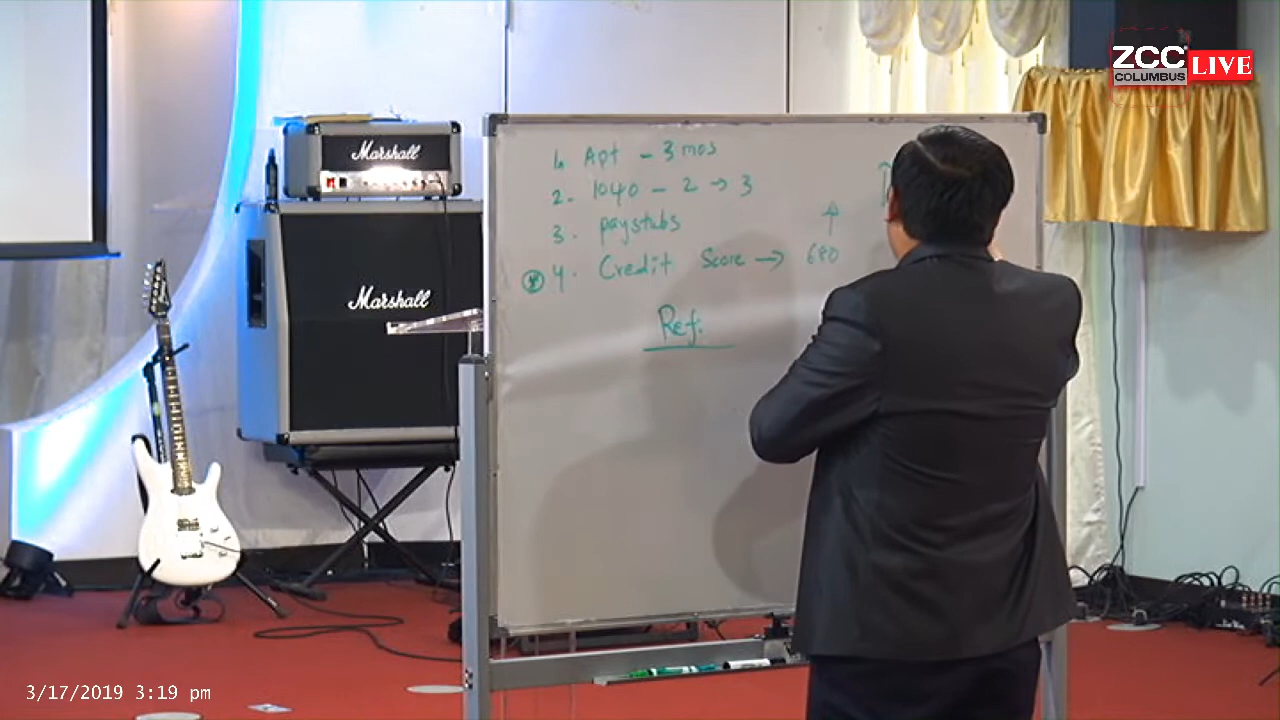 ZCC
COLUMBUS
LIVE
Marshall
Marshall
1. Apt - 3 mos
2. 1040 - 2 → 3
3. paystubs
4. Credit Score → 680
Ref:
3/17/2019 3:19 pm